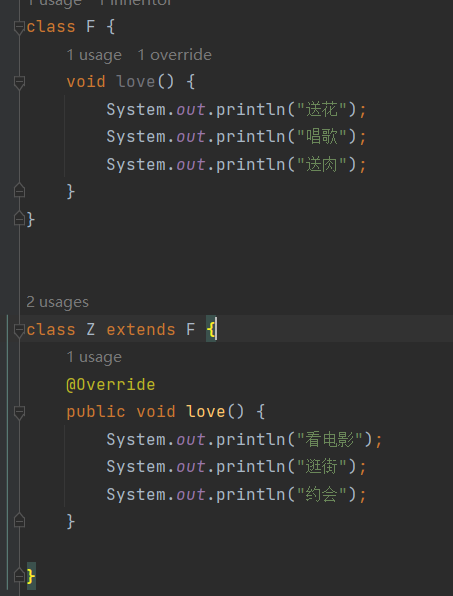 1 usage 1 inheritor
class F {
1 usage 1 override
void love() {
System.out.println("送花");
System.out.println("唱歌");
System.out.println("送肉");
}
}
2 usages
class Z extends F {
1 usage
@Override
public void love() {
System.out.println("看电影");
System.out.println("逛街");
System.out.println("约会");
}
}